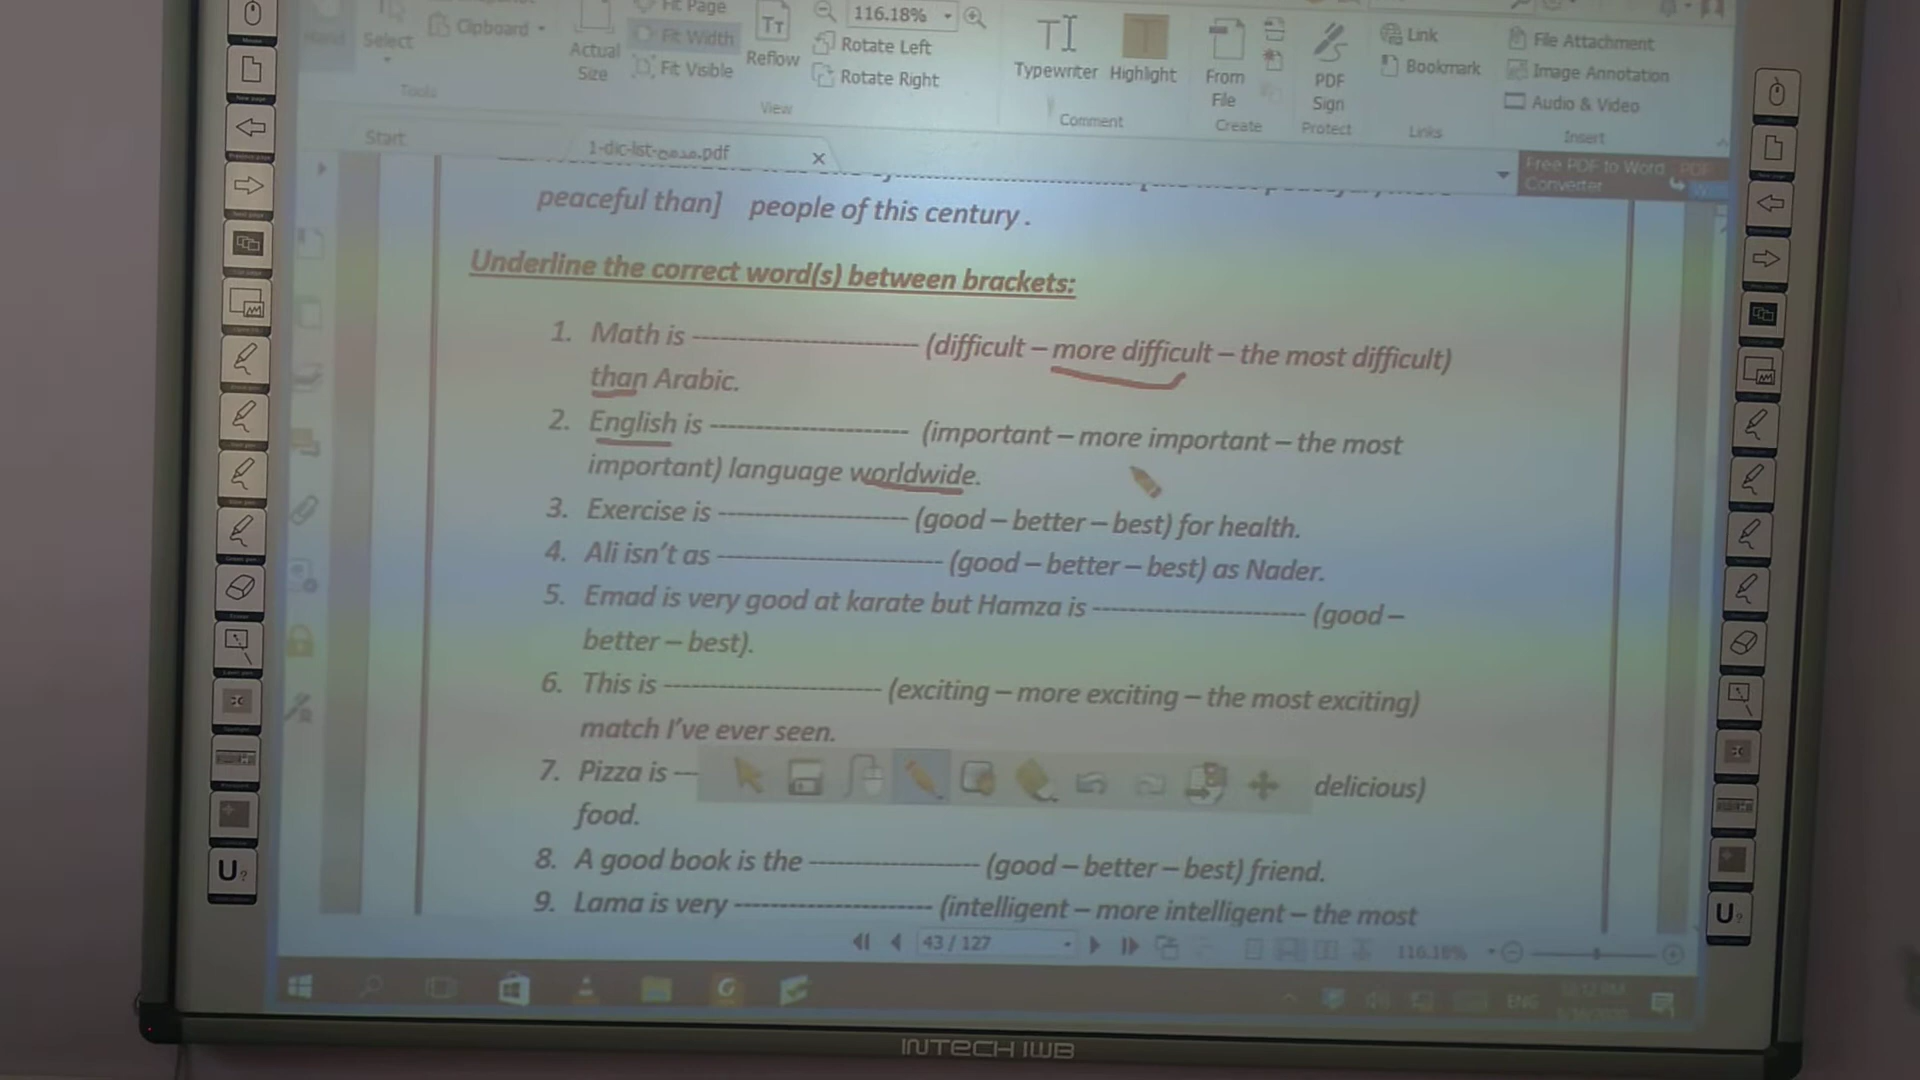 Fit Page
116.18%
Select
Clipboard
Actual Size
Fit Width
Fit Visible
Reflow
Rotate Left
Rotate Right
Typewriter
Highlight
From File
PDF Sign
Link
Bookmark
File Attachment
Image Annotation
Audio & Video
Tools
View
Comment
Create
Protect
Links
Insert
Start
Free PDF to Word Converter
peaceful than] people of this century.
Underline the correct word(s) between brackets:
1. Math is ---------------------- (difficult – more difficult – the most difficult)
than Arabic.
2. English is -------------------- (important – more important – the most
important) language worldwide.
3. Exercise is ------------------- (good – better – best) for health.
4. Ali isn't as ---------------------- (good – better – best) as Nader.
5. Emad is very good at karate but Hamza is --------------------- (good –
better – best).
6. This is --------------------- (exciting – more exciting – the most exciting)
match I've ever seen.
7. Pizza is -- delicious)
food.
8. A good book is the ----------------- (good – better – best) friend.
9. Lama is very ------------------- (intelligent – more intelligent – the most
43 / 127
116.18%
ENG
U?
U?
INTECH IWB